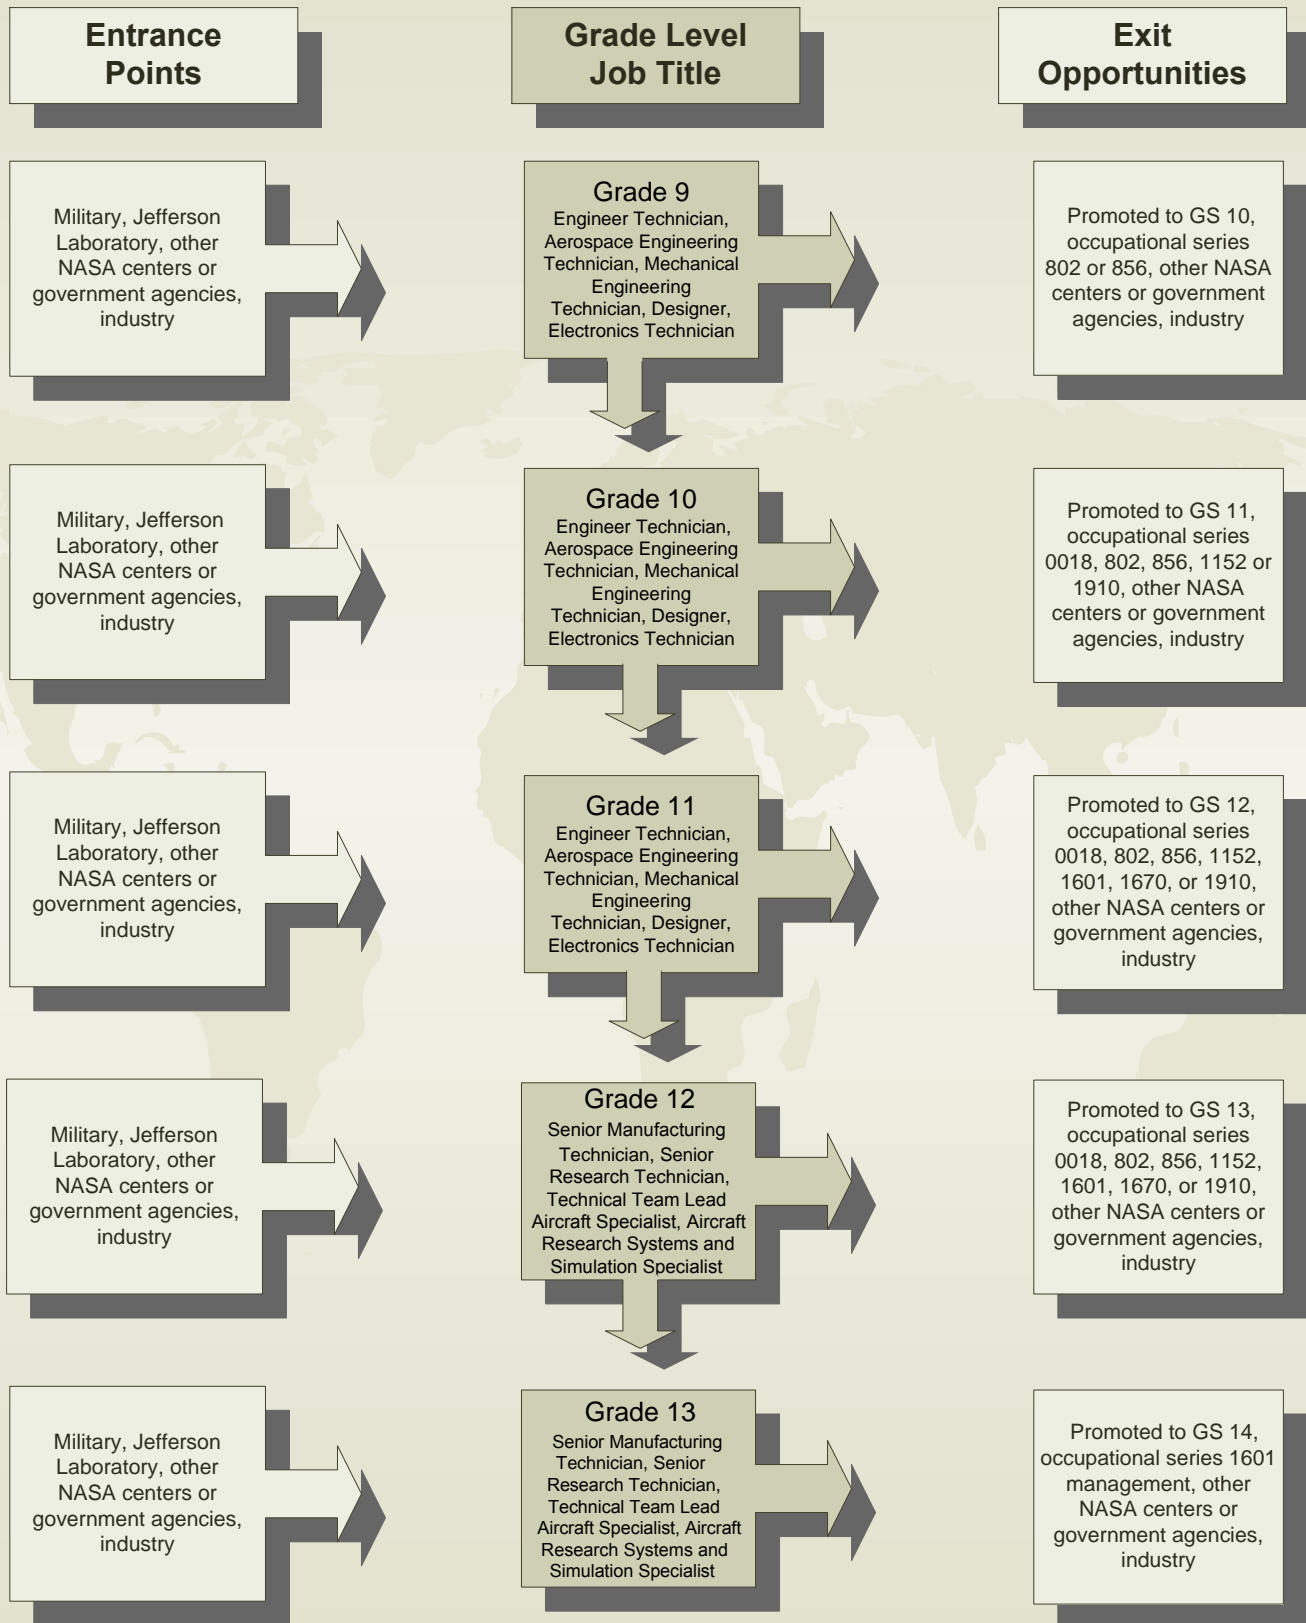 Entrance
Points
Grade Level
Job Title
Exit
Opportunities
Military, Jefferson
Laboratory, other
NASA centers or
government agencies,
industry
Grade 9
Engineer Technician,
Aerospace Engineering
Technician, Mechanical
Engineering
Technician, Designer,
Electronics Technician
Promoted to GS 10,
occupational series
802 or 856, other NASA
centers or government
agencies, industry
Military, Jefferson
Laboratory, other
NASA centers or
government agencies,
industry
Grade 10
Engineer Technician,
Aerospace Engineering
Technician, Mechanical
Engineering
Technician, Designer,
Electronics Technician
Promoted to GS 11,
occupational series
0018, 802, 856, 1152 or
1910, other NASA
centers or government
agencies, industry
Military, Jefferson
Laboratory, other
NASA centers or
government agencies,
industry
Grade 11
Engineer Technician,
Aerospace Engineering
Technician, Mechanical
Engineering
Technician, Designer,
Electronics Technician
Promoted to GS 12,
occupational series
0018, 802, 856, 1152,
1601, 1670, or 1910,
other NASA centers or
government agencies,
industry
Military, Jefferson
Laboratory, other
NASA centers or
government agencies,
industry
Grade 12
Senior Manufacturing
Technician, Senior
Research Technician,
Technical Team Lead
Aircraft Specialist, Aircraft
Research Systems and
Simulation Specialist
Promoted to GS 13,
occupational series
0018, 802, 856, 1152,
1601, 1670, or 1910,
other NASA centers or
government agencies,
industry
Military, Jefferson
Laboratory, other
NASA centers or
government agencies,
industry
Grade 13
Senior Manufacturing
Technician, Senior
Research Technician,
Technical Team Lead
Aircraft Specialist, Aircraft
Research Systems and
Simulation Specialist
Promoted to GS 14,
occupational series 1601
management, other
NASA centers or
government agencies,
industry